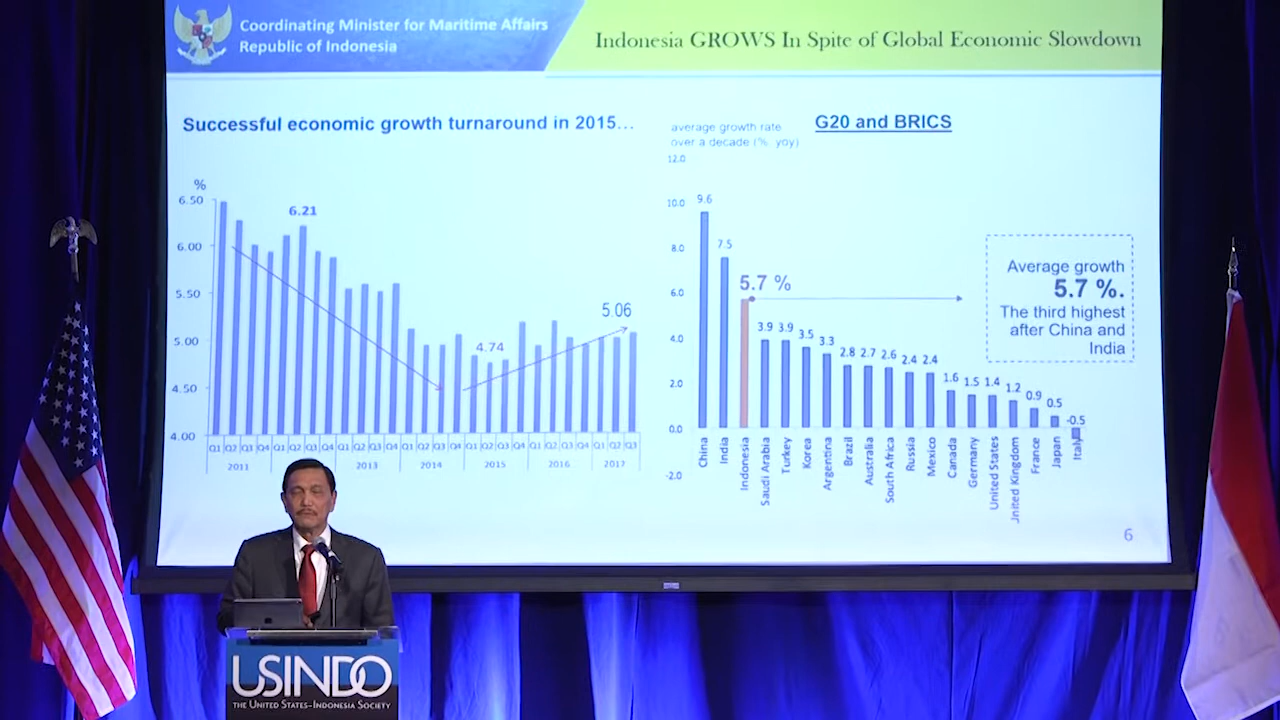 Coordinating Minister for Maritime Affairs
Republic of Indonesia
Indonesia GROWS In Spite of Global Economic Slowdown
Successful economic growth turnaround in 2015...
%
6.50
6.00
5.50
5.00
4.50
4.00
6.21
4.74
5.06
Q1 Q2 Q3 Q4 Q1 Q2 Q3 Q4 Q1 Q2 Q3 Q4 Q1 Q2 Q3 Q4 Q1 Q2 Q3 Q4 Q1 Q2 Q3 Q4 Q1 Q2 Q3
2011 2013 2014 2015 2016 2017
average growth rate
over a decade (% yoy)
G20 and BRICS
12.0
10.0
8.0
6.0
4.0
2.0
0.0
-2.0
9.6
7.5
5.7 %
3.9 3.9 3.5 3.3 2.8 2.7 2.6 2.4 2.4 1.6 1.5 1.4 1.2 0.9 0.5 -0.5
China
India
Indonesia
Saudi Arabia
Turkey
Korea
Argentina
Brazil
Australia
South Africa
Russia
Mexico
Canada
Germany
United States
United Kingdom
France
Japan
Italy
Average growth
5.7 %.
The third highest
after China and
India
6
USINDO
THE UNITED STATES–INDONESIA SOCIETY